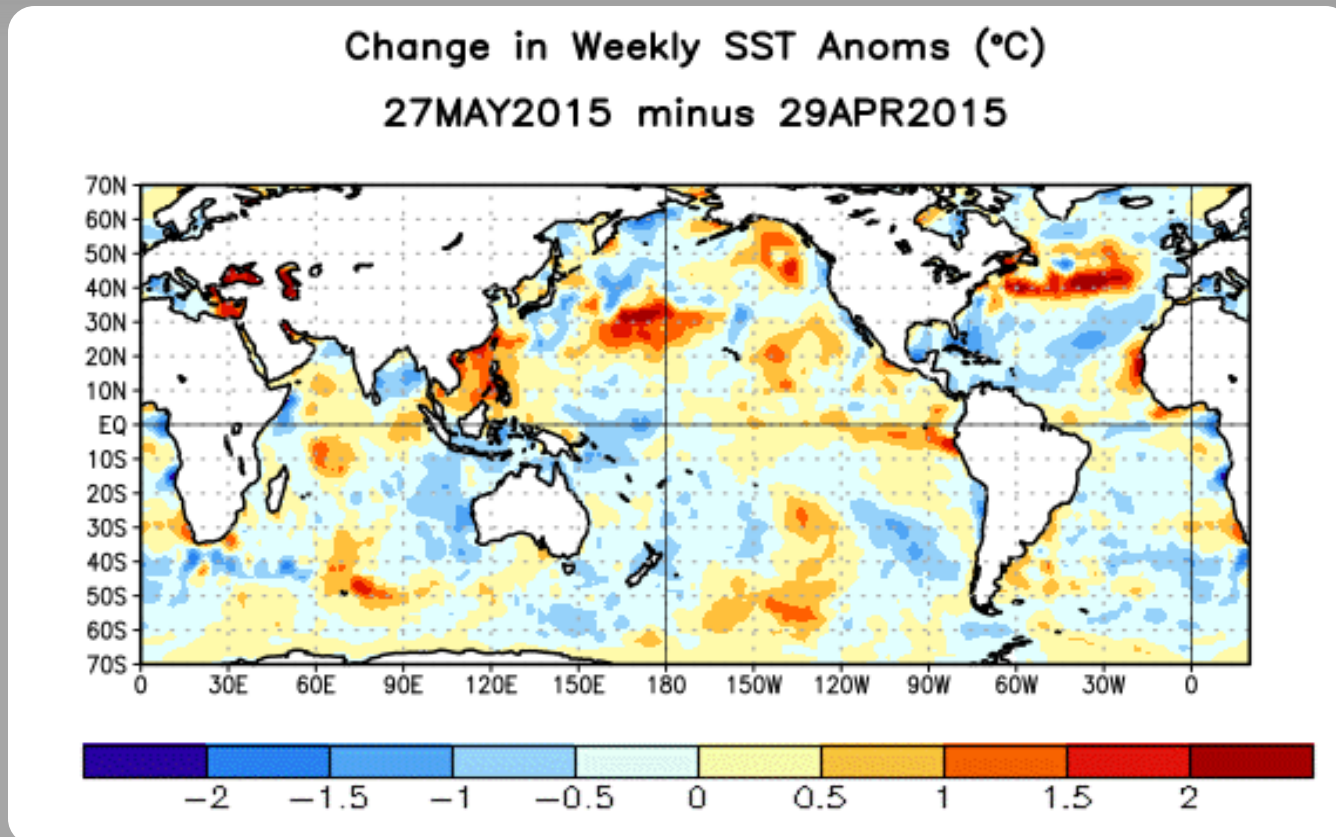 Change in Weekly SST Anoms (°C)
27MAY2015 minus 29APR2015
70N
60N
50N
40N
30N
20N
10N
EQ
10S
20S
30S
40S
50S
60S
70S
0 30E 60E 90E 120E 150E 180 150W 120W 90W 60W 30W 0
−2 −1.5 −1 −0.5 0 0.5 1 1.5 2